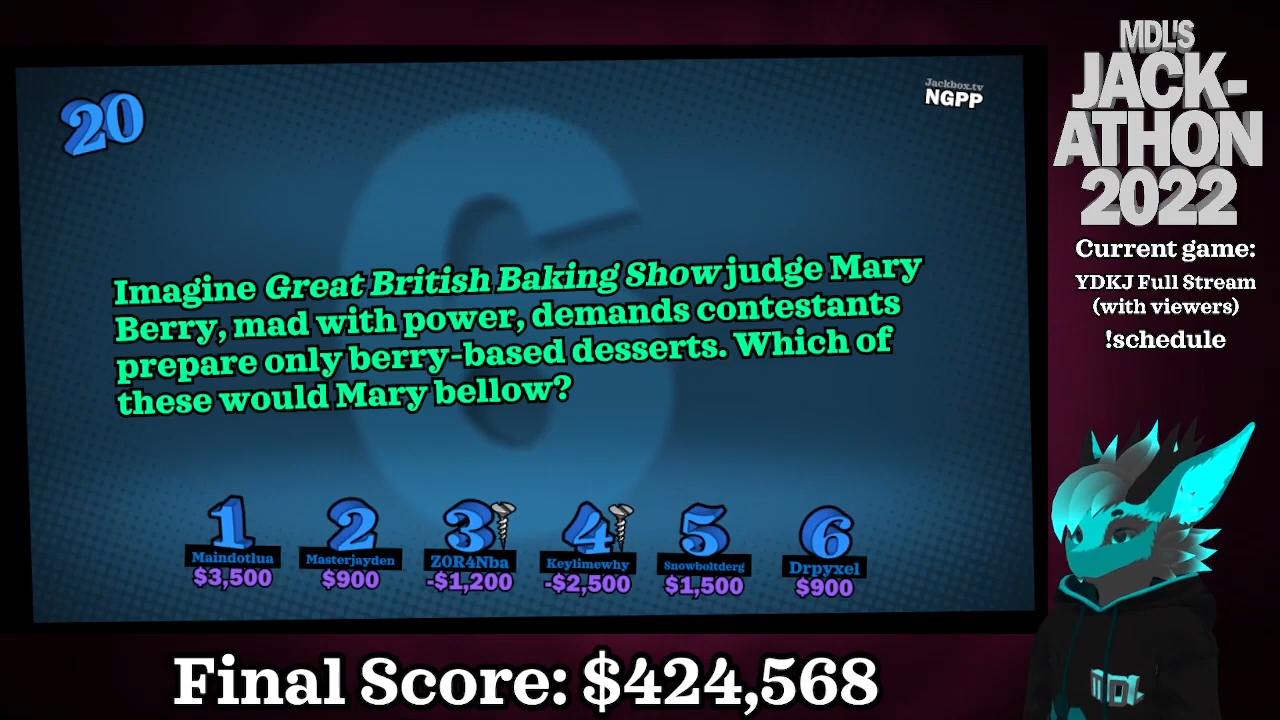 20
Jackbox.tv
NGPP
Imagine Great British Baking Show judge Mary
Berry, mad with power, demands contestants
prepare only berry-based desserts. Which of
these would Mary bellow?
6
1 2 3 4 5 6
Maindotlua Masterjayden Z0R4Nba Keylimewhy Snowboltderg Drpyxel
$3,500 $900 -$1,200 -$2,500 $1,500 $900
Final Score: $424,568
MDL'S
JACK-
ATHON
2022
Current game:
YDKJ Full Stream
(with viewers)
!schedule
MDL